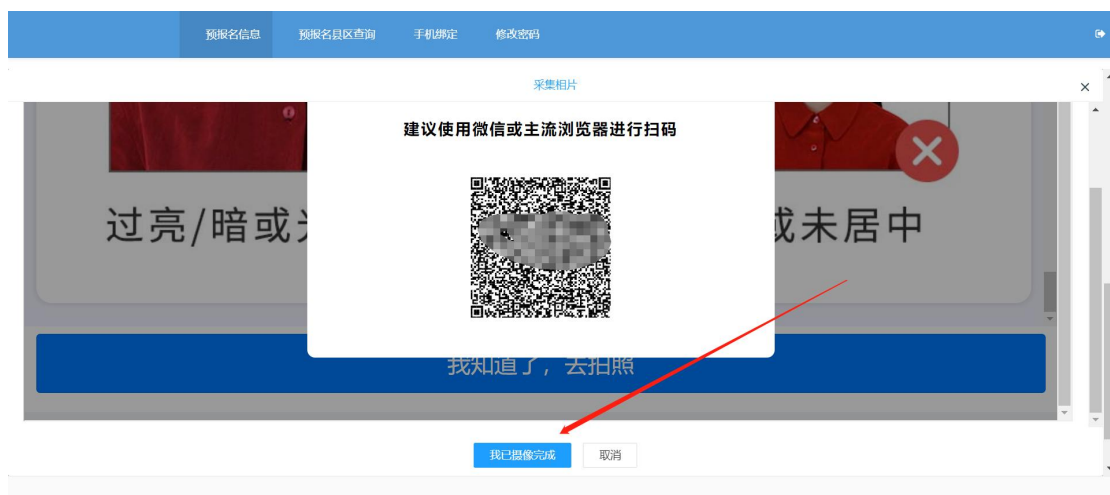 预报名信息 预报名县区查询 手机绑定 修改密码
采集相片
建议使用微信或主流浏览器进行扫码
过亮/暗或
或未居中
我知道了，去拍照
我已摄像完成 取消